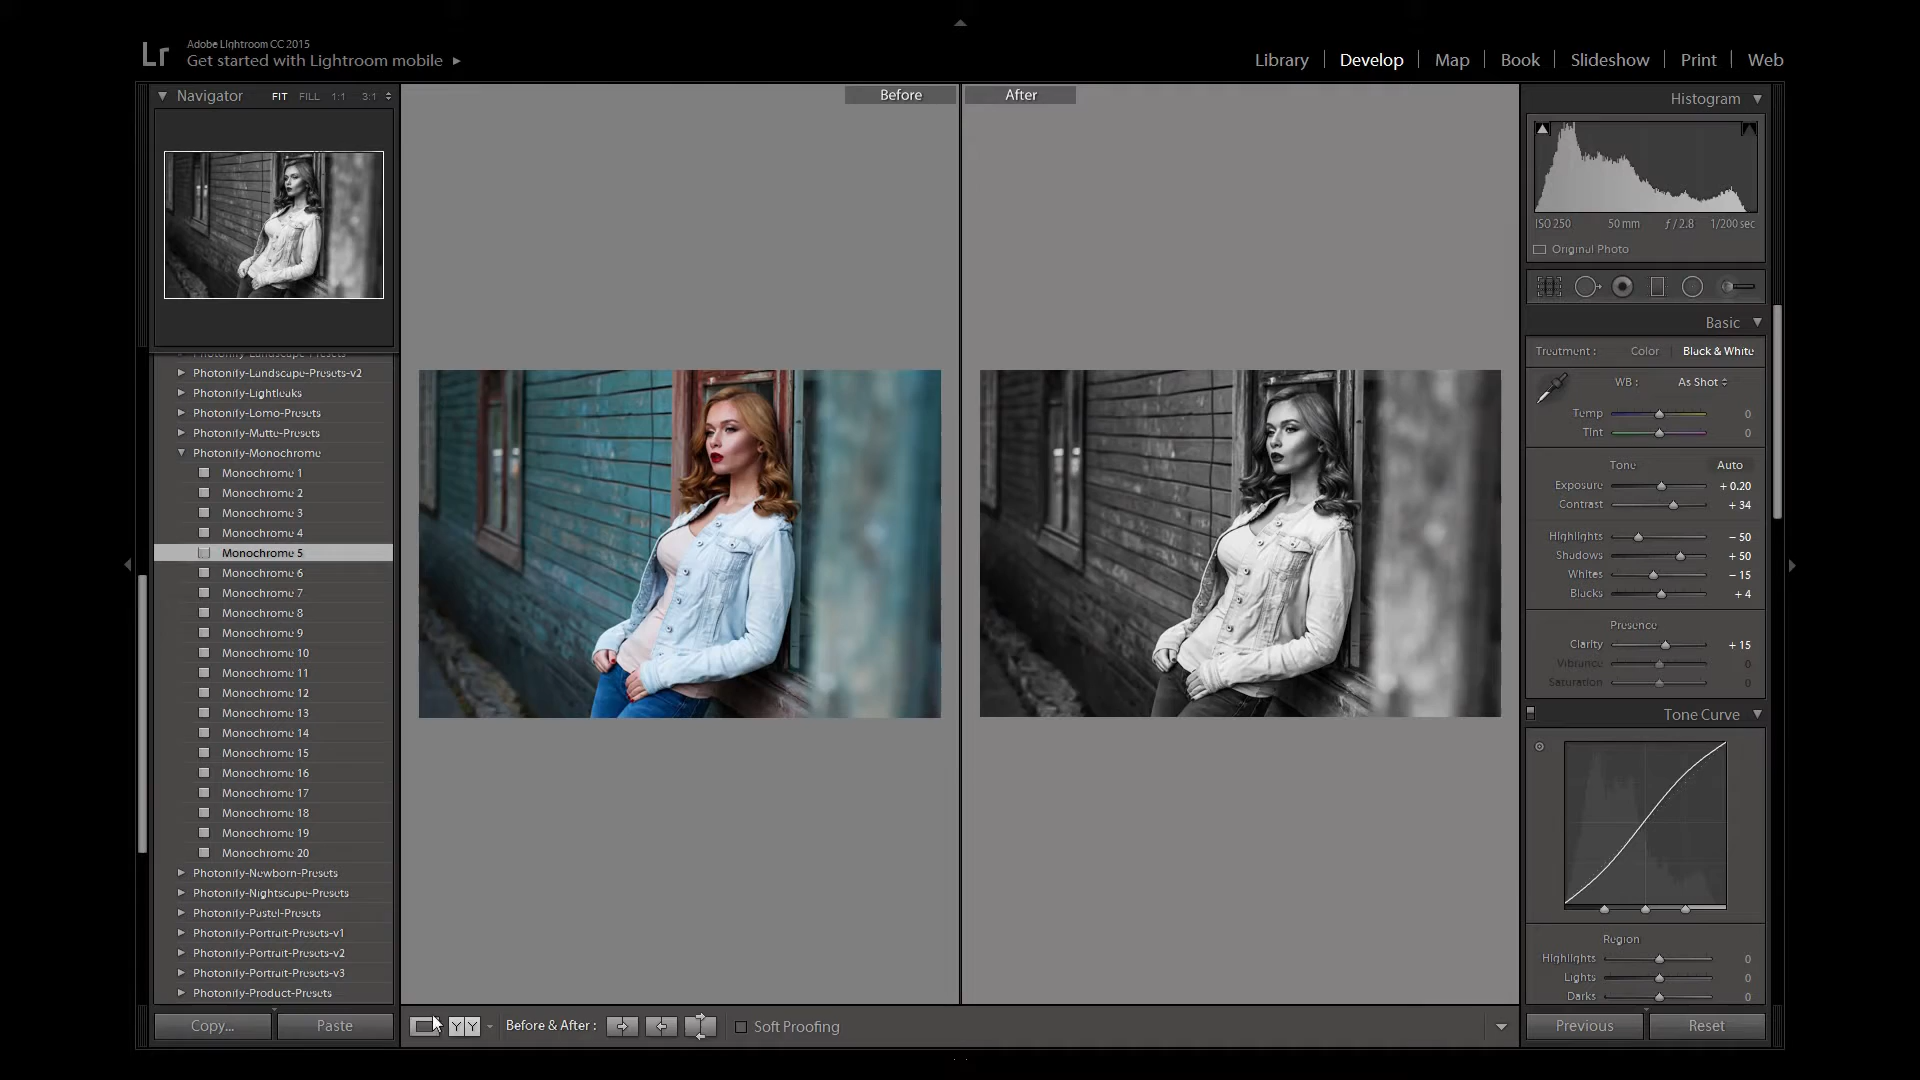 Lr
Adobe Lightroom CC 2015
Get started with Lightroom mobile
Library
Develop
Map
Book
Slideshow
Print
Web
Navigator FIT FILL 1:1 3:1
Photonify-Landscape-Presets
Photonify-Landscape-Presets-v2
Photonify-Lightleaks
Photonify-Lomo-Presets
Photonify-Matte-Presets
Photonify-Monochrome
Monochrome 1
Monochrome 2
Monochrome 3
Monochrome 4
Monochrome 5
Monochrome 6
Monochrome 7
Monochrome 8
Monochrome 9
Monochrome 10
Monochrome 11
Monochrome 12
Monochrome 13
Monochrome 14
Monochrome 15
Monochrome 16
Monochrome 17
Monochrome 18
Monochrome 19
Monochrome 20
Photonify-Newborn-Presets
Photonify-Nightscape-Presets
Photonify-Pastel-Presets
Photonify-Portrait-Presets-v1
Photonify-Portrait-Presets-v2
Photonify-Portrait-Presets-v3
Photonify-Product-Presets
Copy... Paste
Before
After
Y Y
Before & After :
Soft Proofing
Histogram
ISO 250 50 mm ƒ / 2.8 1/200 sec
Original Photo
Basic
Treatment : Color Black & White
WB : As Shot
Temp 0
Tint 0
Tone Auto
Exposure + 0.20
Contrast + 34
Highlights − 50
Shadows + 50
Whites − 15
Blacks + 4
Presence
Clarity + 15
Vibrance 0
Saturation 0
Tone Curve
Region
Highlights 0
Lights 0
Darks 0
Previous Reset